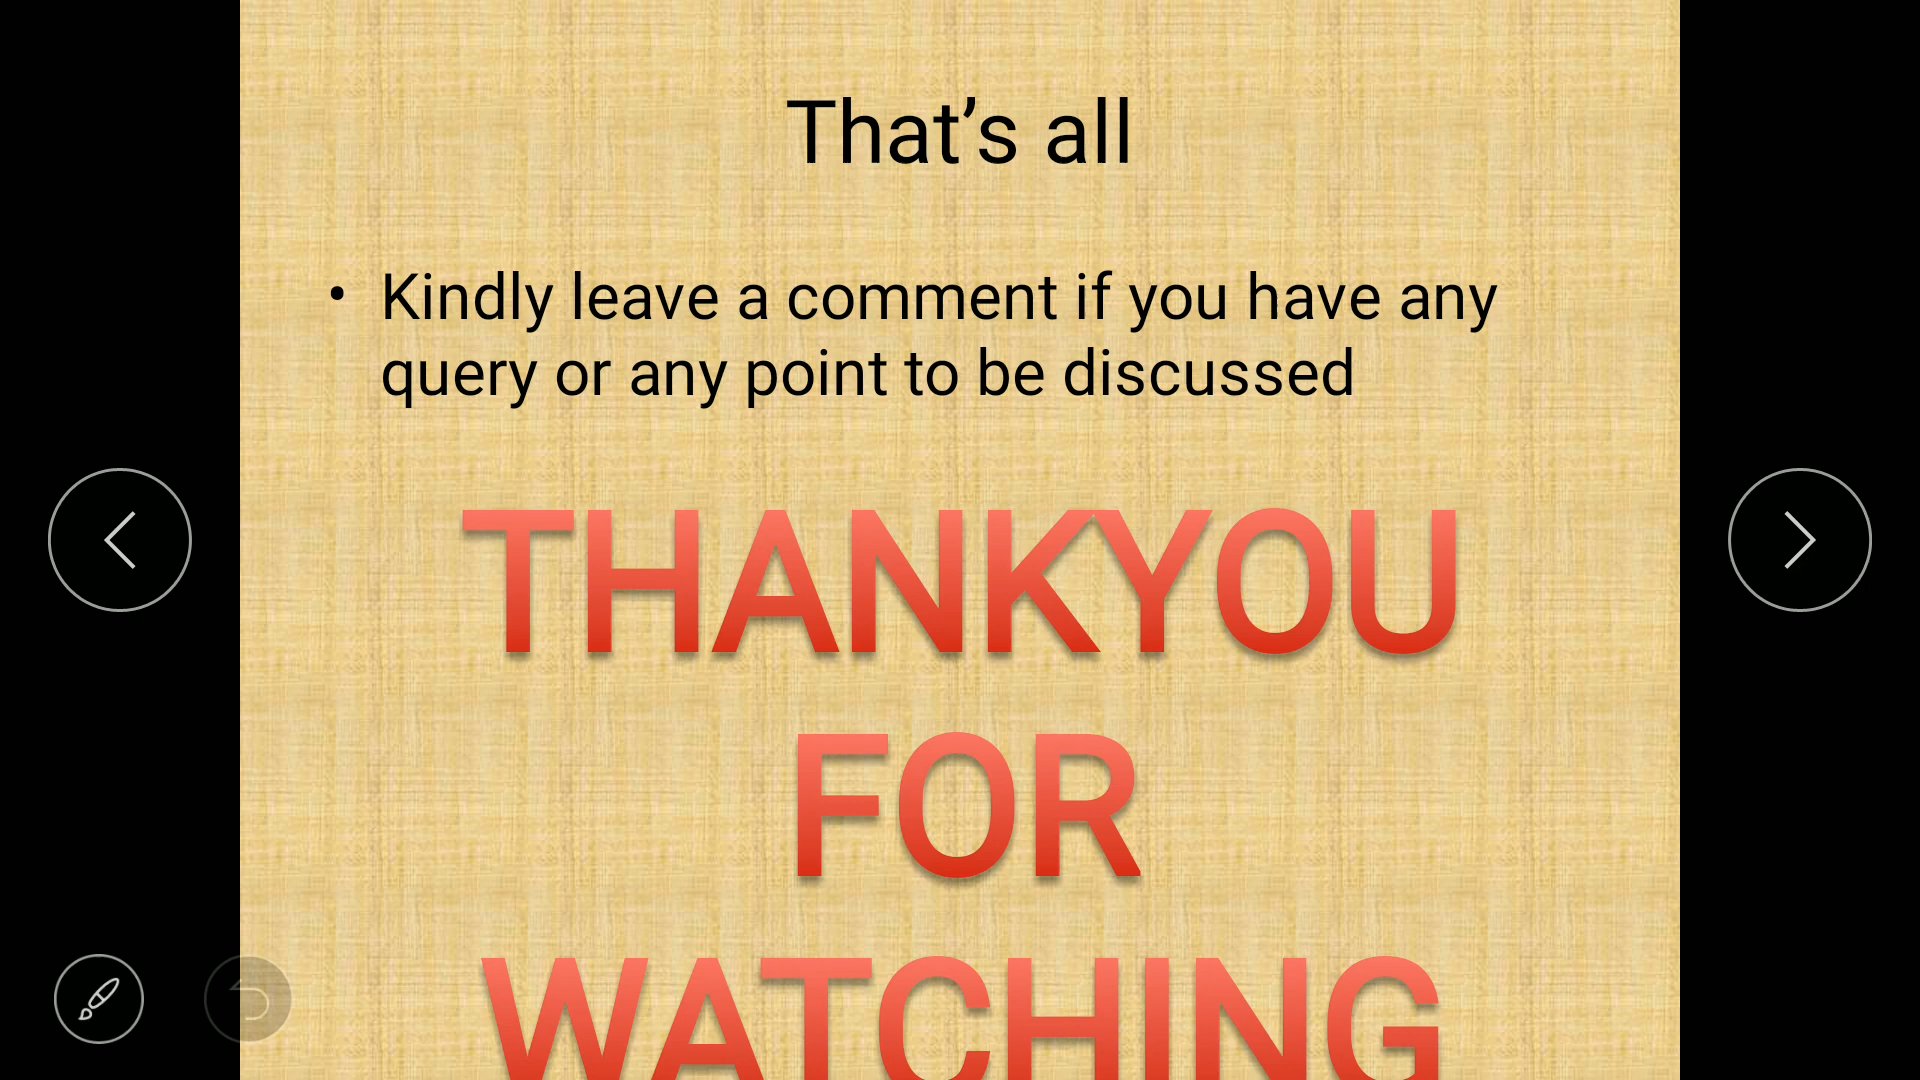 That’s all
• Kindly leave a comment if you have any
query or any point to be discussed
THANKYOU
FOR
WATCHING